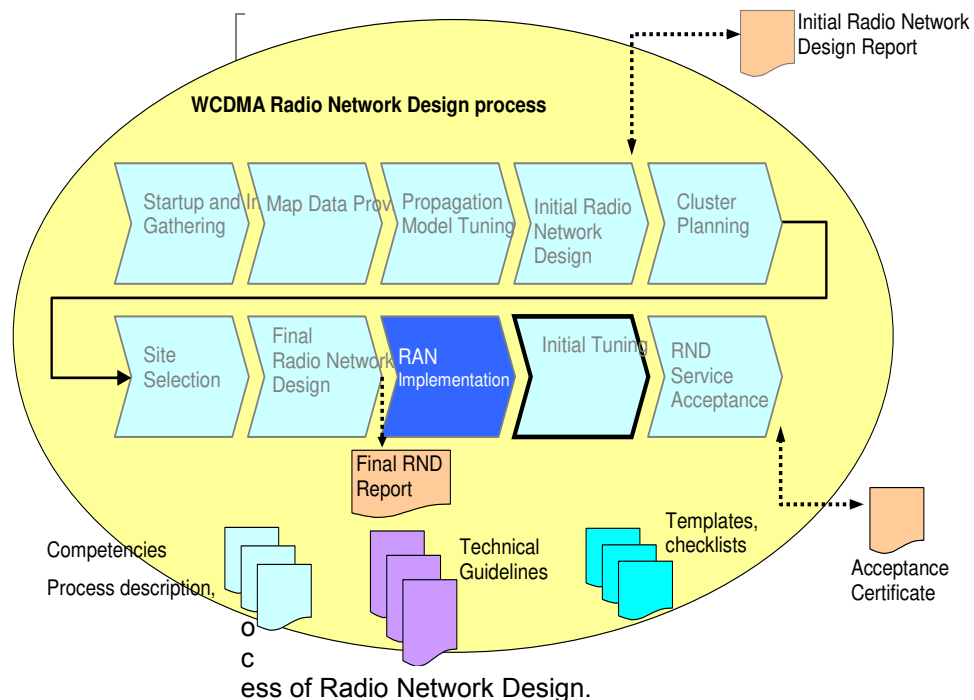 Initial Radio Network
Design Report
WCDMA Radio Network Design process
Startup and In
Gathering
Map Data Prov
Propagation
Model Tuning
Initial Radio
Network
Design
Cluster
Planning
Site
Selection
Final
Radio Network
Design
RAN
Implementation
Initial Tuning
RND
Service
Acceptance
Final RND
Report
Competencies
Process description,
Technical
Guidelines
Templates,
checklists
Acceptance
Certificate
o
c
ess of Radio Network Design.